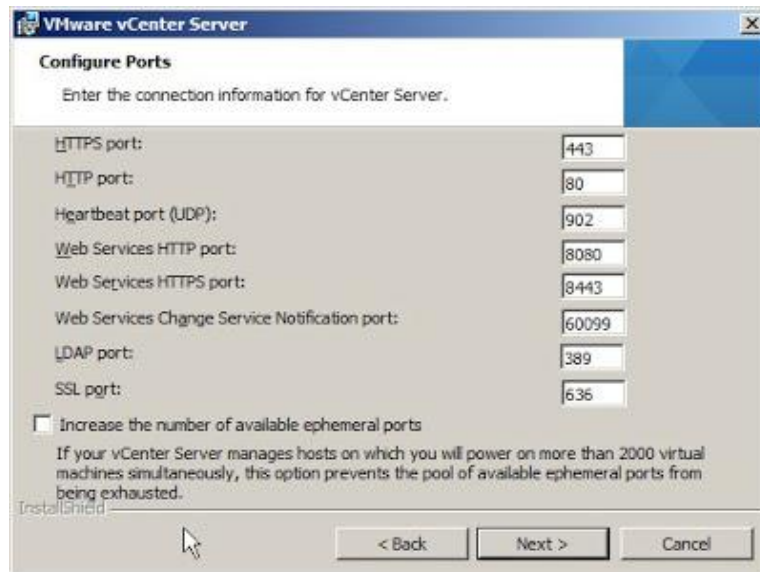 VMware vCenter Server
Configure Ports
Enter the connection information for vCenter Server.
HTTPS port: 443
HTTP port: 80
Heartbeat port (UDP): 902
Web Services HTTP port: 8080
Web Services HTTPS port: 8443
Web Services Change Service Notification port: 60099
LDAP port: 389
SSL port: 636
Increase the number of available ephemeral ports
If your vCenter Server manages hosts on which you will power on more than 2000 virtual
machines simultaneously, this option prevents the pool of available ephemeral ports from
being exhausted.
InstallShield
< Back Next > Cancel